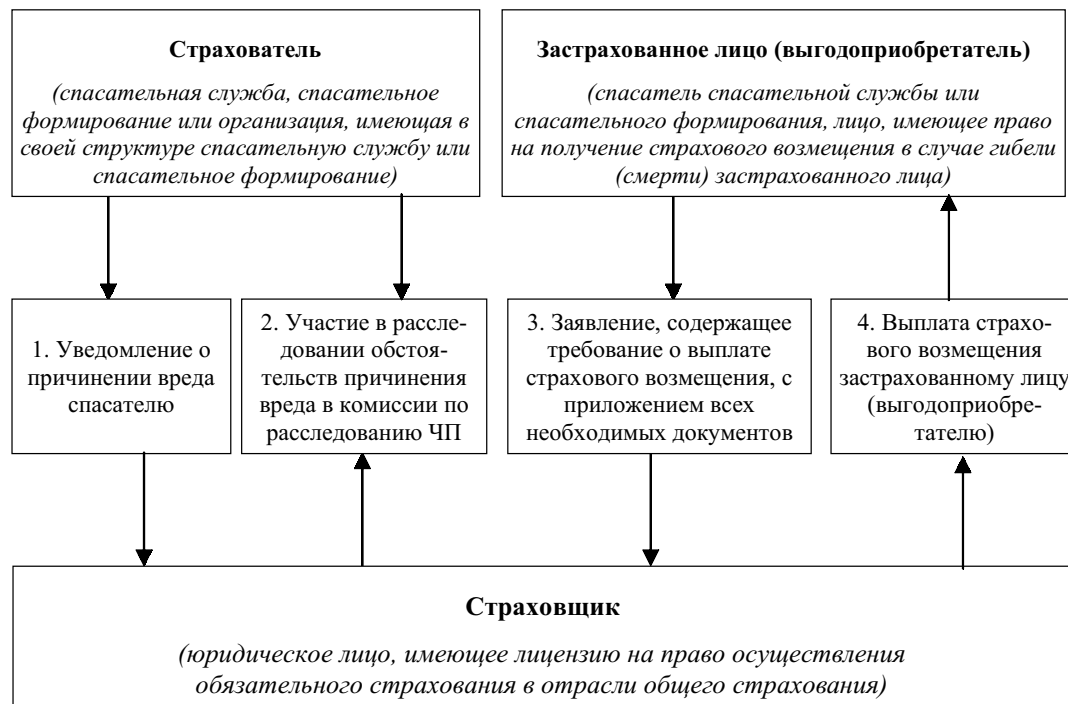 Страхователь
(спасательная служба, спасательное
формирование или организация, имеющая в
своей структуре спасательную службу или
спасательное формирование)
Застрахованное лицо (выгодоприобретатель)
(спасатель спасательной службы или
спасательного формирования, лицо, имеющее право
на получение страхового возмещения в случае гибели
(смерти) застрахованного лица)
1. Уведомление о
причинении вреда
спасателю
2. Участие в рассле-
довании обстоя-
тельств причинения
вреда в комиссии по
расследованию ЧП
3. Заявление, содержащее
требование о выплате
страхового возмещения, с
приложением всех
необходимых документов
4. Выплата страхо-
вого возмещения
застрахованному лицу
(выгодоприобре-
тателю)
Страховщик
(юридическое лицо, имеющее лицензию на право осуществления
обязательного страхования в отрасли общего страхования)